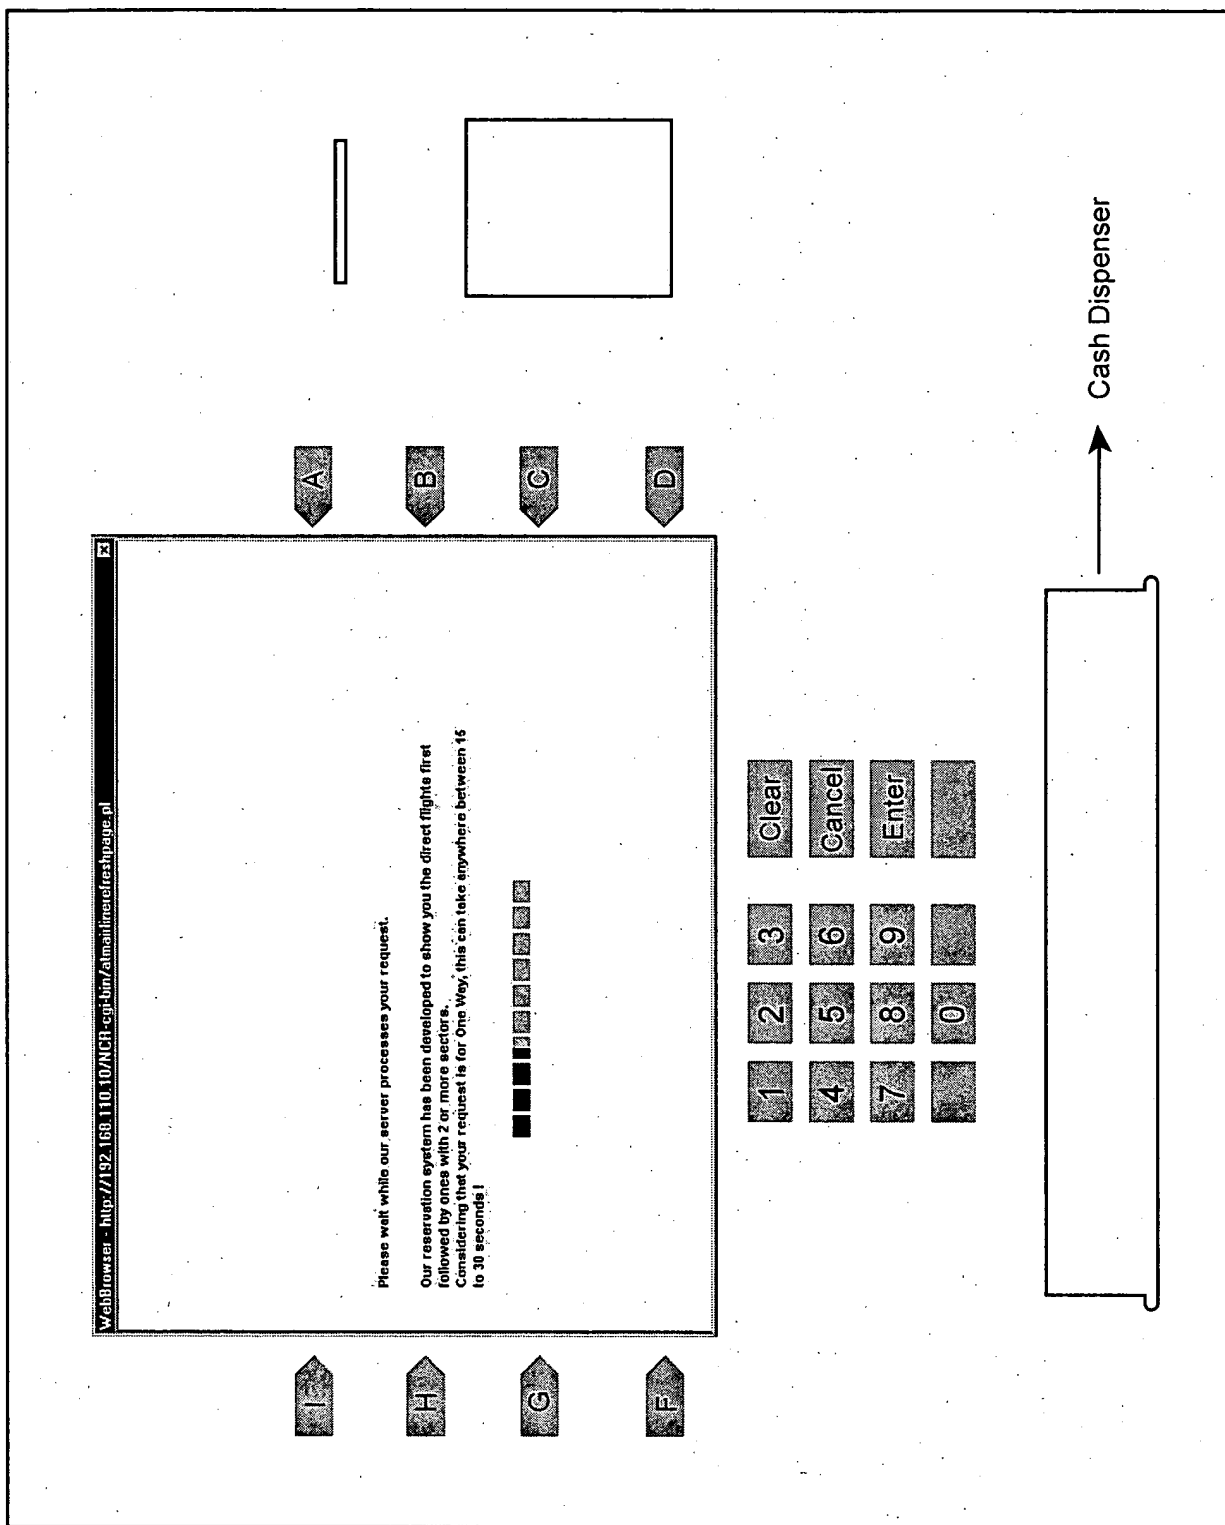 WebBrowser - http://192.168.110.10/NCR-cgi-bin/atmainlinerefreshpage.pl
Please wait while our server processes your request.
Our reservation system has been developed to show you the direct flights first
followed by ones with 2 or more sectors.
Considering that your request is for One Way, this can take anywhere between 15
to 30 seconds !
I
A
H
B
G
C
F
D
1 2 3 Clear
4 5 6 Cancel
7 8 9 Enter
0
Cash Dispenser